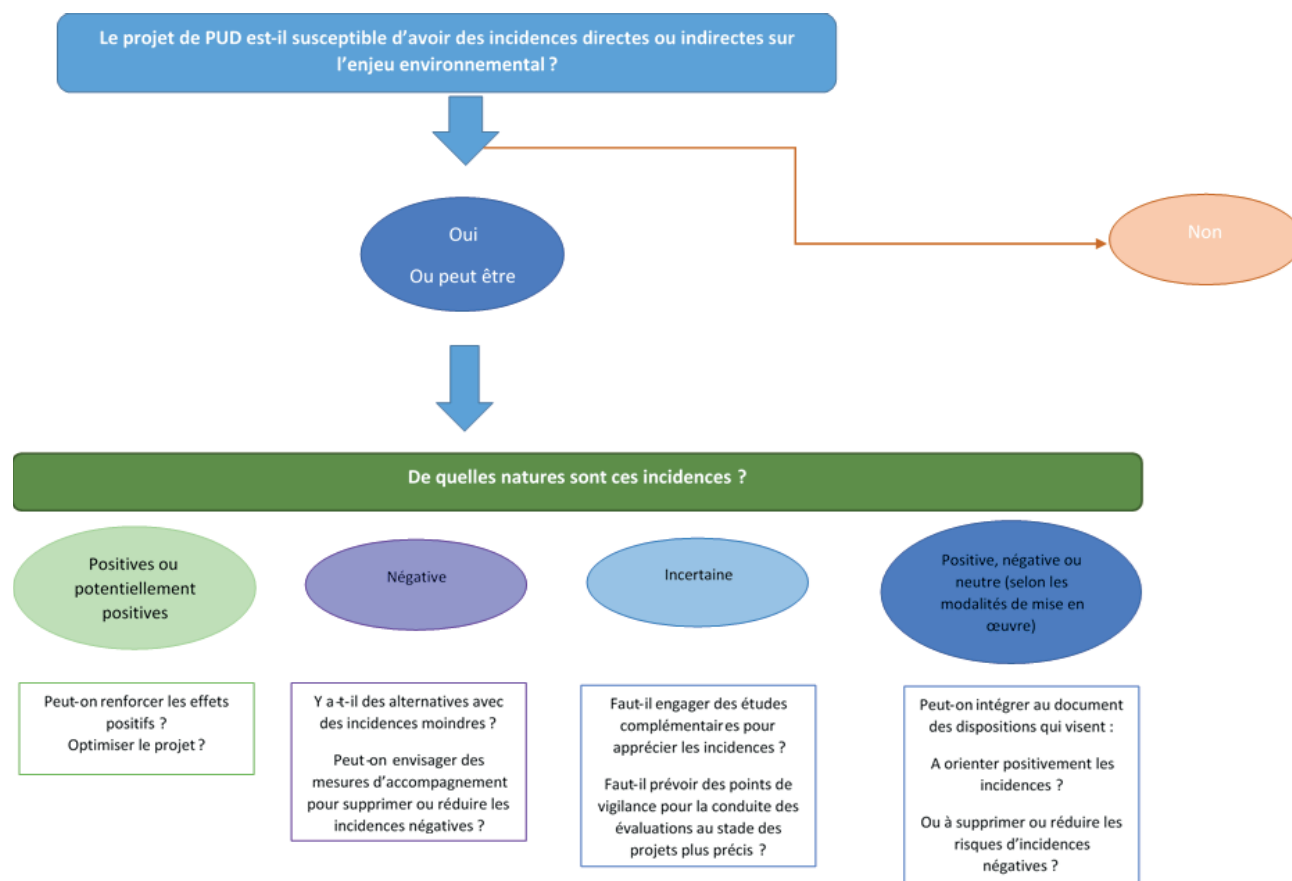 Le projet de PUD est-il susceptible d’avoir des incidences directes ou indirectes sur
l’enjeu environnemental ?
Oui
Ou peut être
Non
De quelles natures sont ces incidences ?
Positives ou
potentiellement
positives
Négative
Incertaine
Positive, négative ou
neutre (selon les
modalités de mise en
œuvre)
Peut-on renforcer les effets
positifs ?
Optimiser le projet ?
Y a-t-il des alternatives avec
des incidences moindres ?
Peut-on envisager des
mesures d’accompagnement
pour supprimer ou réduire les
incidences négatives ?
Faut-il engager des études
complémentaires pour
apprécier les incidences ?
Faut-il prévoir des points de
vigilance pour la conduite des
évaluations au stade des
projets plus précis ?
Peut-on intégrer au document
des dispositions qui visent :
A orienter positivement les
incidences ?
Ou à supprimer ou réduire les
risques d’incidences
négatives ?